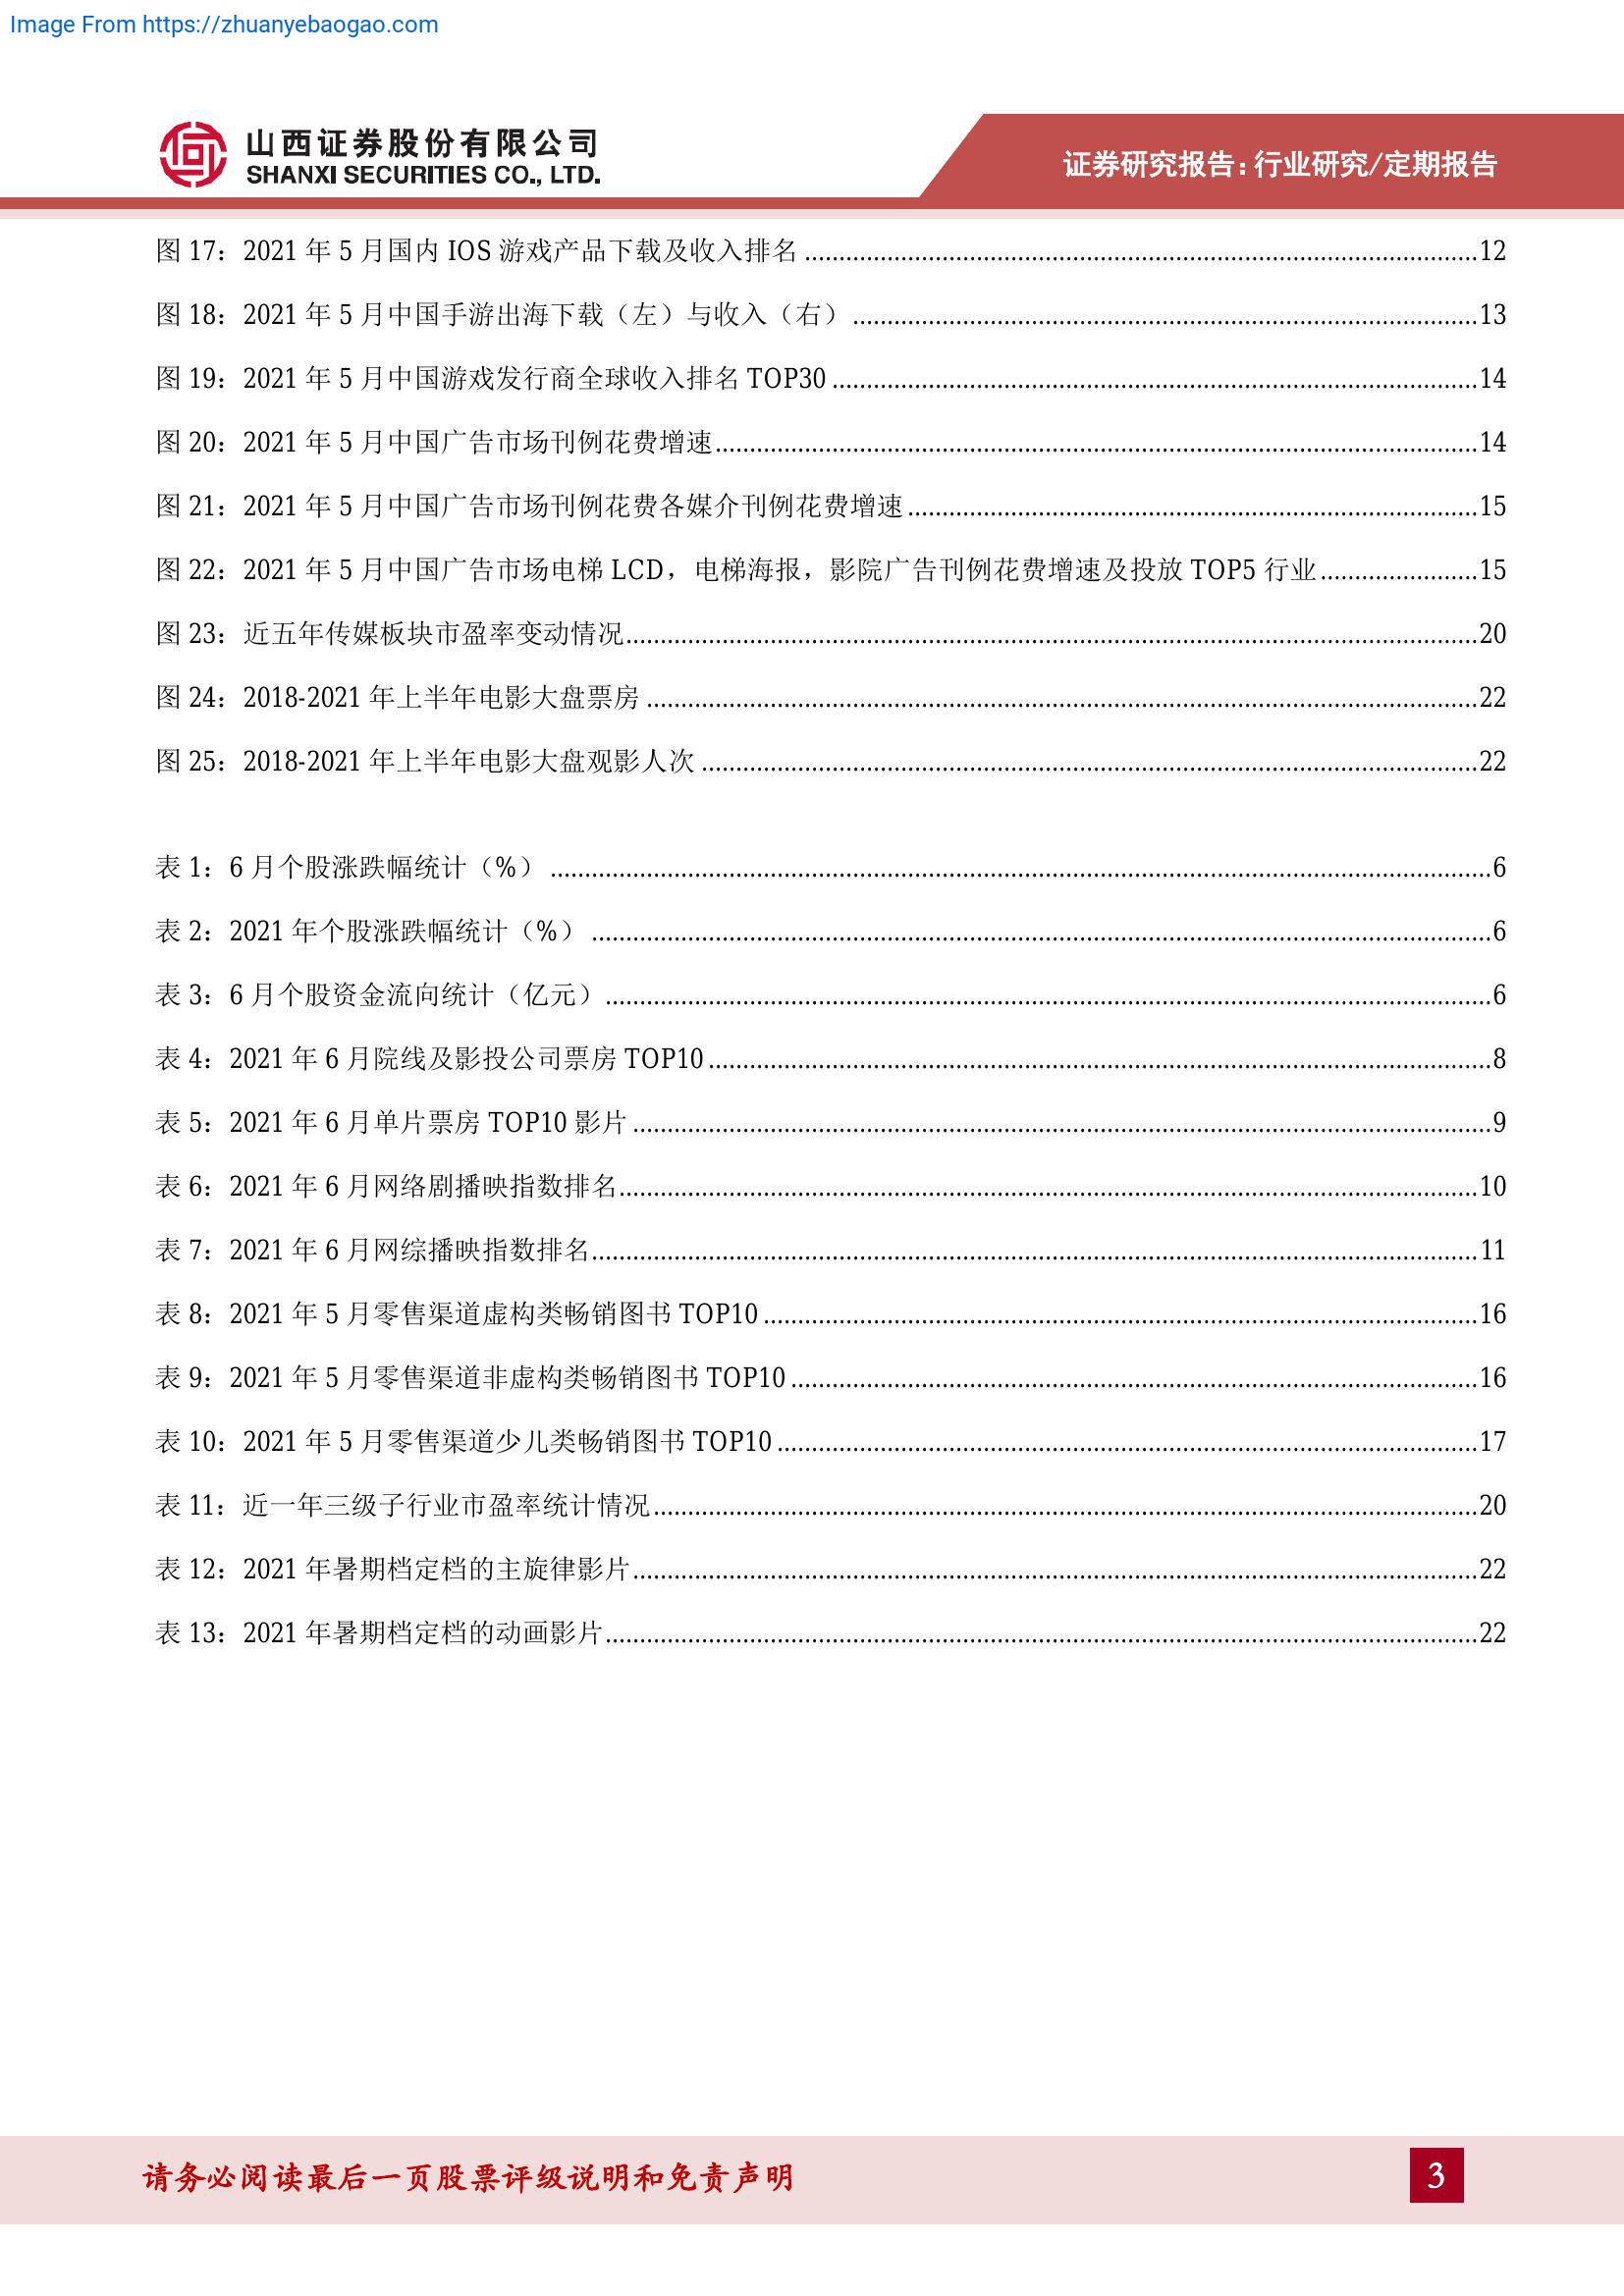 Image From https://zhuanyebaogao.com
山西证券股份有限公司
SHANXI SECURITIES CO., LTD.
证券研究报告:行业研究/定期报告
图 17：2021 年 5 月国内 IOS 游戏产品下载及收入排名 12
图 18：2021 年 5 月中国手游出海下载（左）与收入（右） 13
图 19：2021 年 5 月中国游戏发行商全球收入排名 TOP30 14
图 20：2021 年 5 月中国广告市场刊例花费增速 14
图 21：2021 年 5 月中国广告市场刊例花费各媒介刊例花费增速 15
图 22：2021 年 5 月中国广告市场电梯 LCD，电梯海报，影院广告刊例花费增速及投放 TOP5 行业 15
图 23：近五年传媒板块市盈率变动情况 20
图 24：2018-2021 年上半年电影大盘票房 22
图 25：2018-2021 年上半年电影大盘观影人次 22
表 1：6 月个股涨跌幅统计（%） 6
表 2：2021 年个股涨跌幅统计（%） 6
表 3：6 月个股资金流向统计（亿元） 6
表 4：2021 年 6 月院线及影投公司票房 TOP10 8
表 5：2021 年 6 月单片票房 TOP10 影片 9
表 6：2021 年 6 月网络剧播映指数排名 10
表 7：2021 年 6 月网综播映指数排名 11
表 8：2021 年 5 月零售渠道虚构类畅销图书 TOP10 16
表 9：2021 年 5 月零售渠道非虚构类畅销图书 TOP10 16
表 10：2021 年 5 月零售渠道少儿类畅销图书 TOP10 17
表 11：近一年三级子行业市盈率统计情况 20
表 12：2021 年暑期档定档的主旋律影片 22
表 13：2021 年暑期档定档的动画影片 22
请务必阅读最后一页股票评级说明和免责声明
3